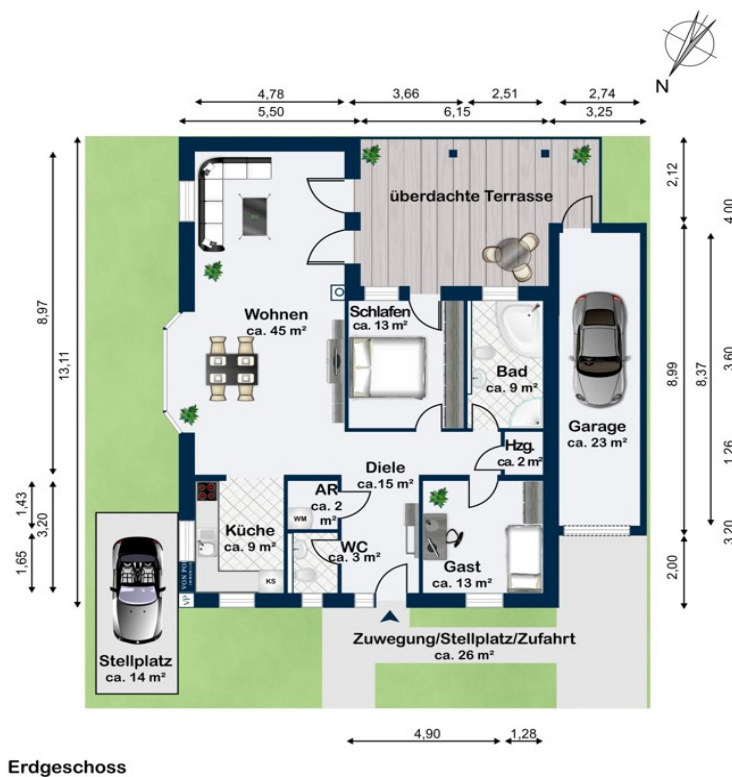 N
4,78
3,66
2,51
2,74
5,50
6,15
3,25
überdachte Terrasse
2,12
4,00
Wohnen
ca. 45 m²
Schlafen
ca. 13 m²
Bad
ca. 9 m²
8,97
13,11
8,99
8,37
3,60
Garage
ca. 23 m²
Hzg.
ca. 2 m²
1,26
Diele
ca.15 m²
1,43
3,20
1,65
AR
ca. 2
m²
WM
Küche
ca. 9 m²
WC
ca. 3 m²
KS
Gast
ca. 13 m²
3,20
2,00
VP
VON PO
Stellplatz
ca. 14 m²
Zuwegung/Stellplatz/Zufahrt
ca. 26 m²
4,90
1,28
Erdgeschoss